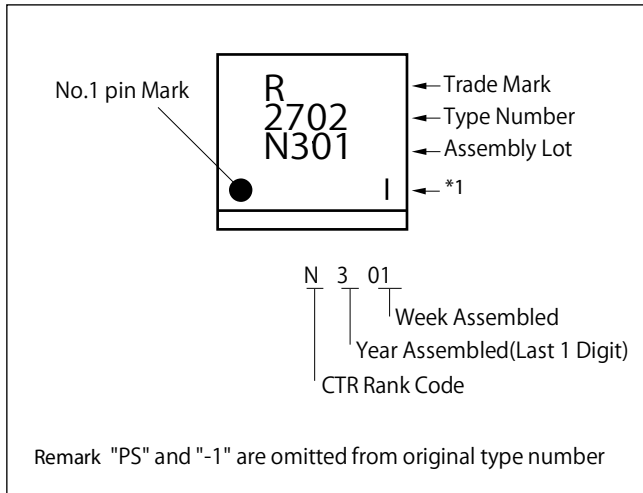 No.1 pin Mark
R
2702
N301
I
Trade Mark
Type Number
Assembly Lot
*1
N 3 01
Week Assembled
Year Assembled(Last 1 Digit)
CTR Rank Code
Remark "PS" and "-1" are omitted from original type number